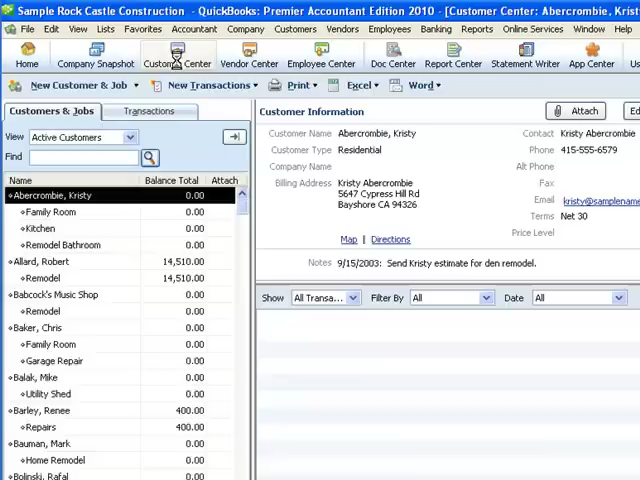 Sample Rock Castle Construction - QuickBooks: Premier Accountant Edition 2010 - [Customer Center: Abercrombie, Kris
File Edit View Lists Favorites Accountant Company Customers Vendors Employees Banking Reports Online Services Window Help
Home Company Snapshot Customer Center Vendor Center Employee Center Doc Center Report Center Statement Writer App Center Us
New Customer & Job New Transactions Print Excel Word
Customers & Jobs Transactions
View Active Customers
Find
Name Balance Total Attach
Abercrombie, Kristy 0.00
Family Room 0.00
Kitchen 0.00
Remodel Bathroom 0.00
Allard, Robert 14,510.00
Remodel 14,510.00
Babcock's Music Shop 0.00
Remodel 0.00
Baker, Chris 0.00
Family Room 0.00
Garage Repair 0.00
Balak, Mike 0.00
Utility Shed 0.00
Barley, Renee 400.00
Repairs 400.00
Bauman, Mark 0.00
Home Remodel 0.00
Bolinski, Rafal 0.00
Customer Information Attach Ed
Customer Name Abercrombie, Kristy
Customer Type Residential
Company Name
Billing Address Kristy Abercrombie
5647 Cypress Hill Rd
Bayshore CA 94326
Map | Directions
Contact Kristy Abercrombie
Phone 415-555-6579
Alt Phone
Fax
Email kristy@samplename
Terms Net 30
Price Level
Notes 9/15/2003: Send Kristy estimate for den remodel.
Show All Transa... Filter By All Date All